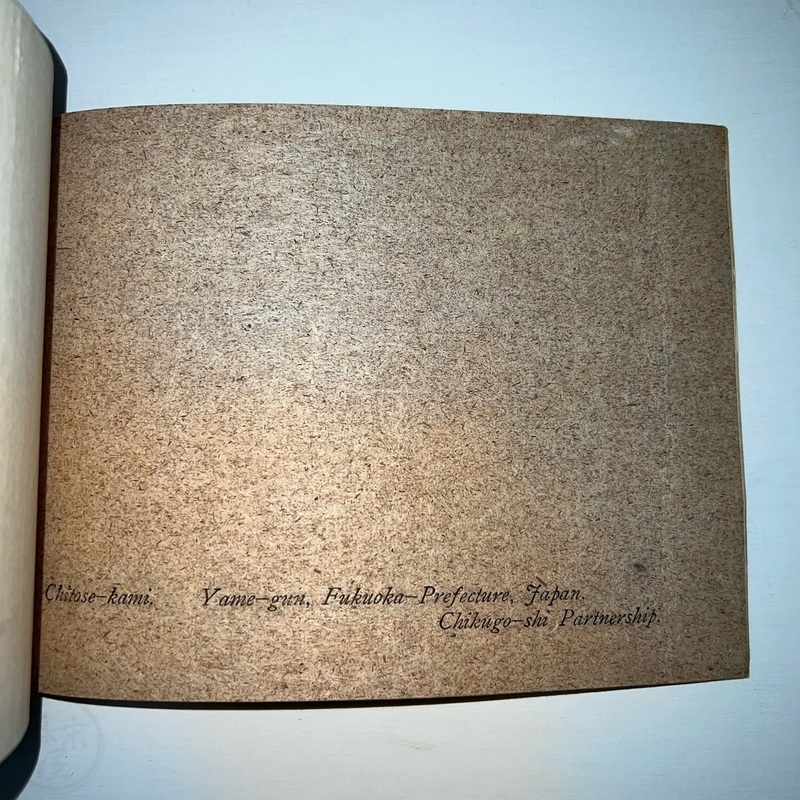 Chitose-kami, Yame-gun, Fukuoka-Prefecture, Japan.
Chikugo-shi Partnership.